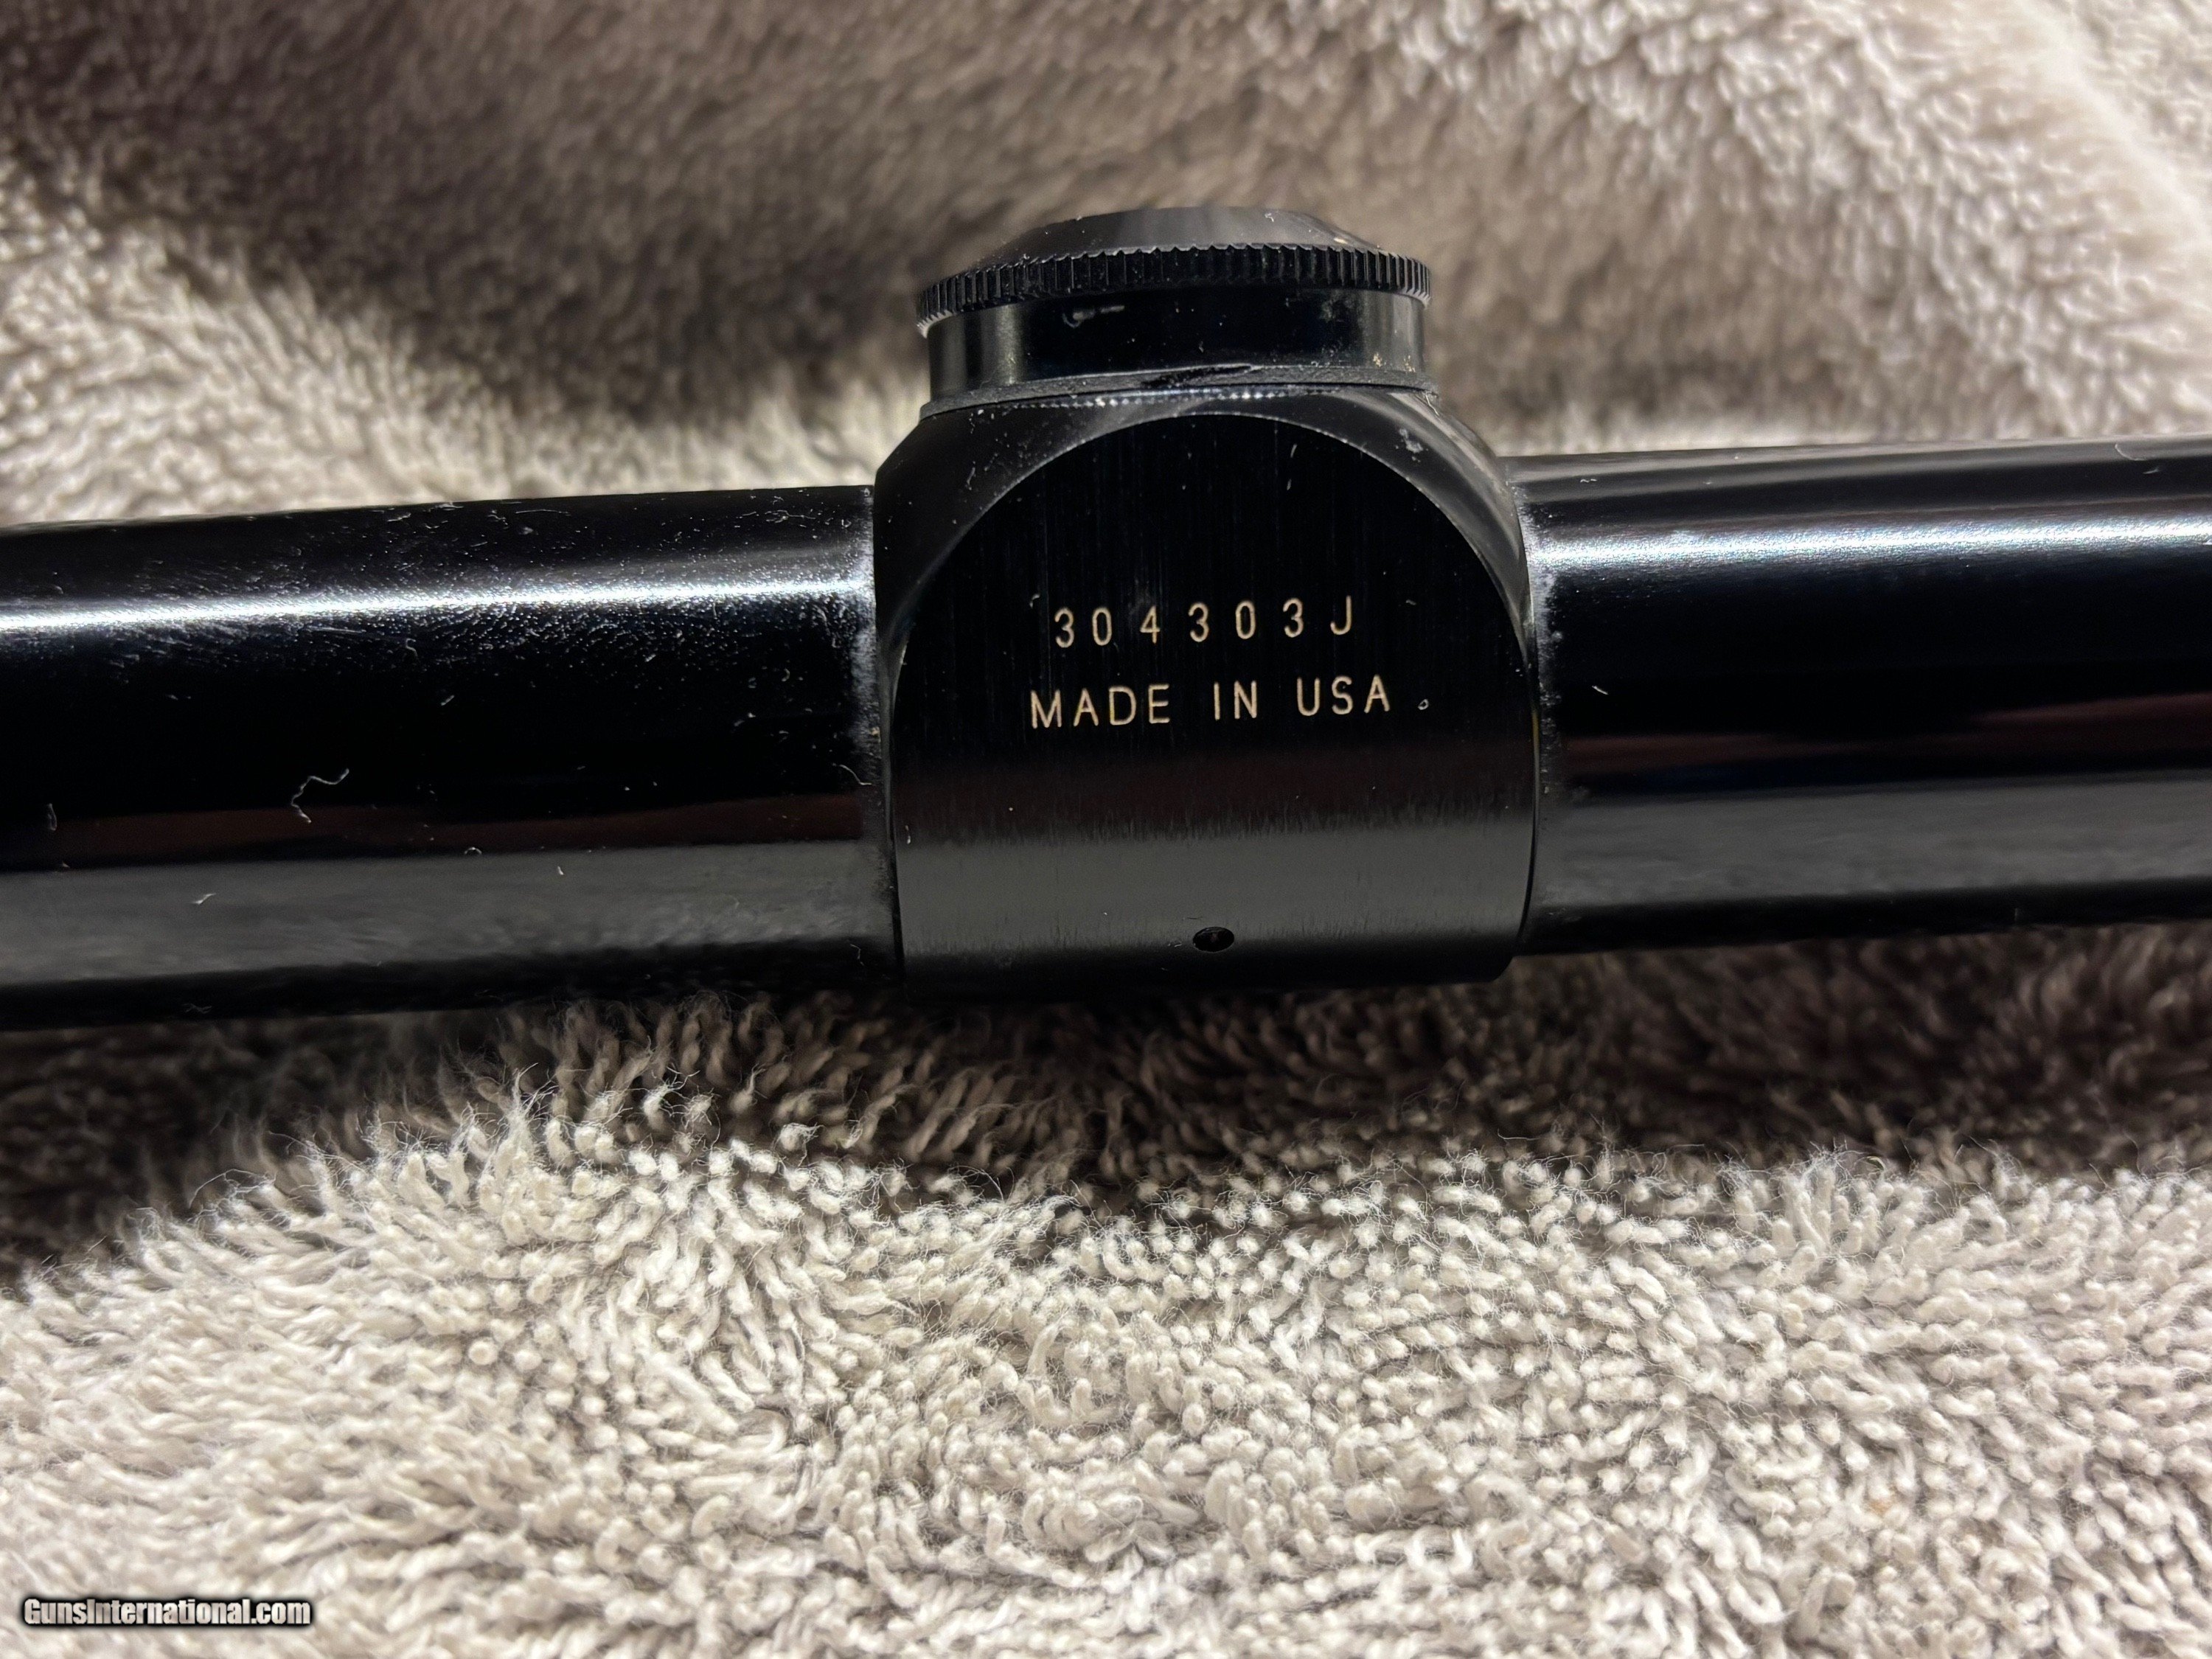 304303J
MADE IN USA
GunsInternational.com